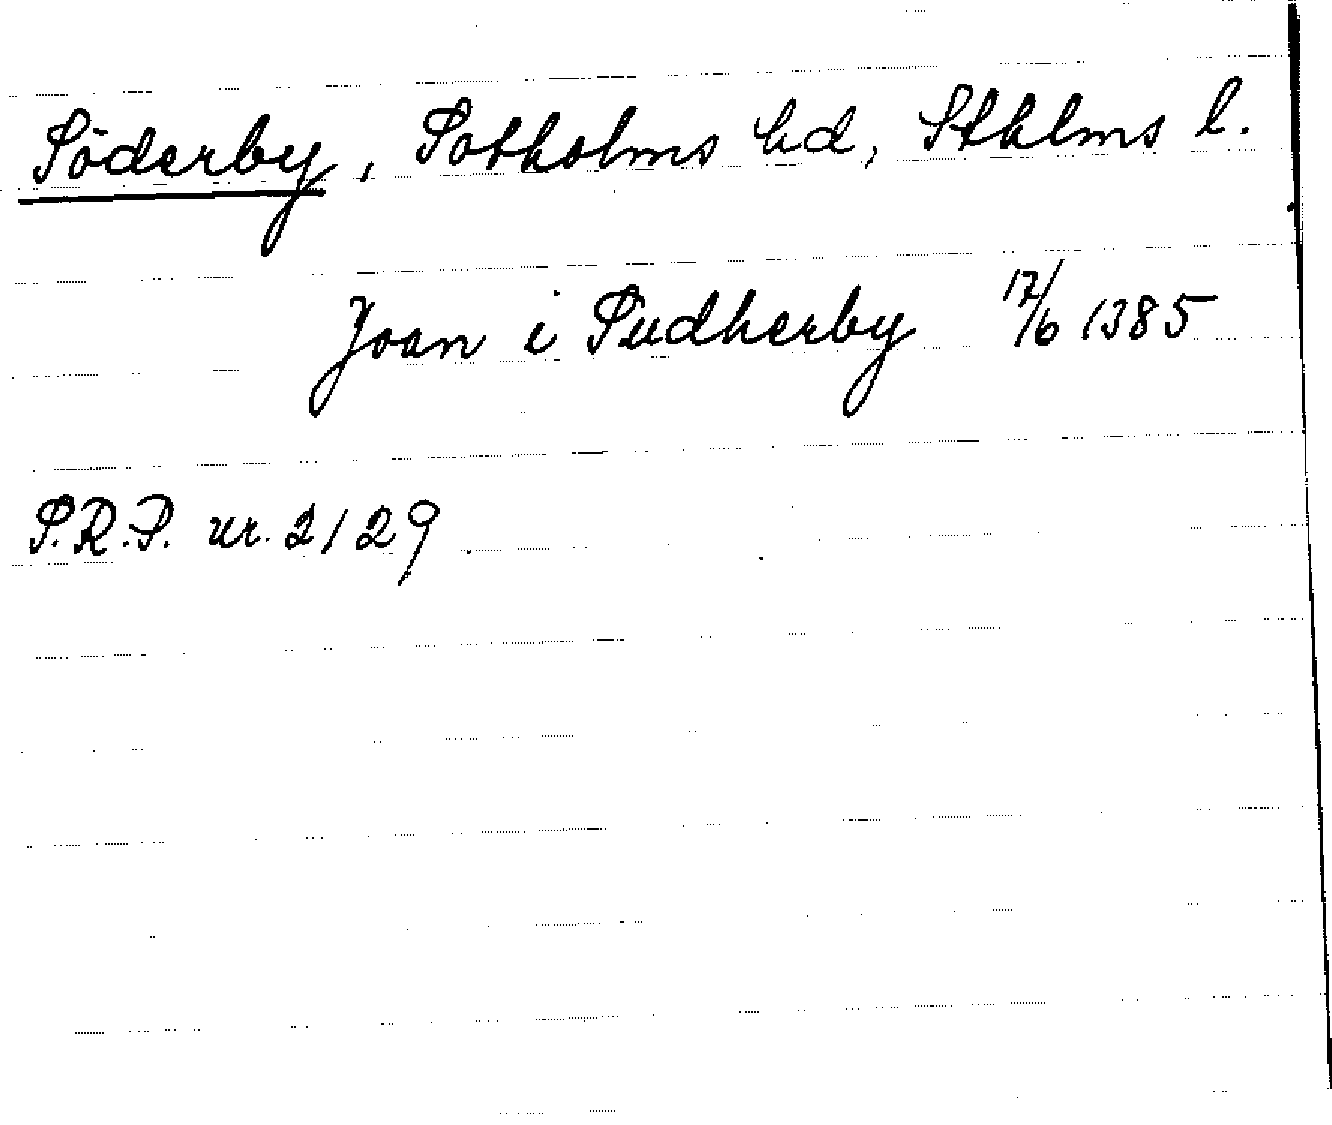 Söderby, Sotholms hd, Sthlms l.
Joan i Sudherby 17/6 1385
S.R.P. nr. 2129